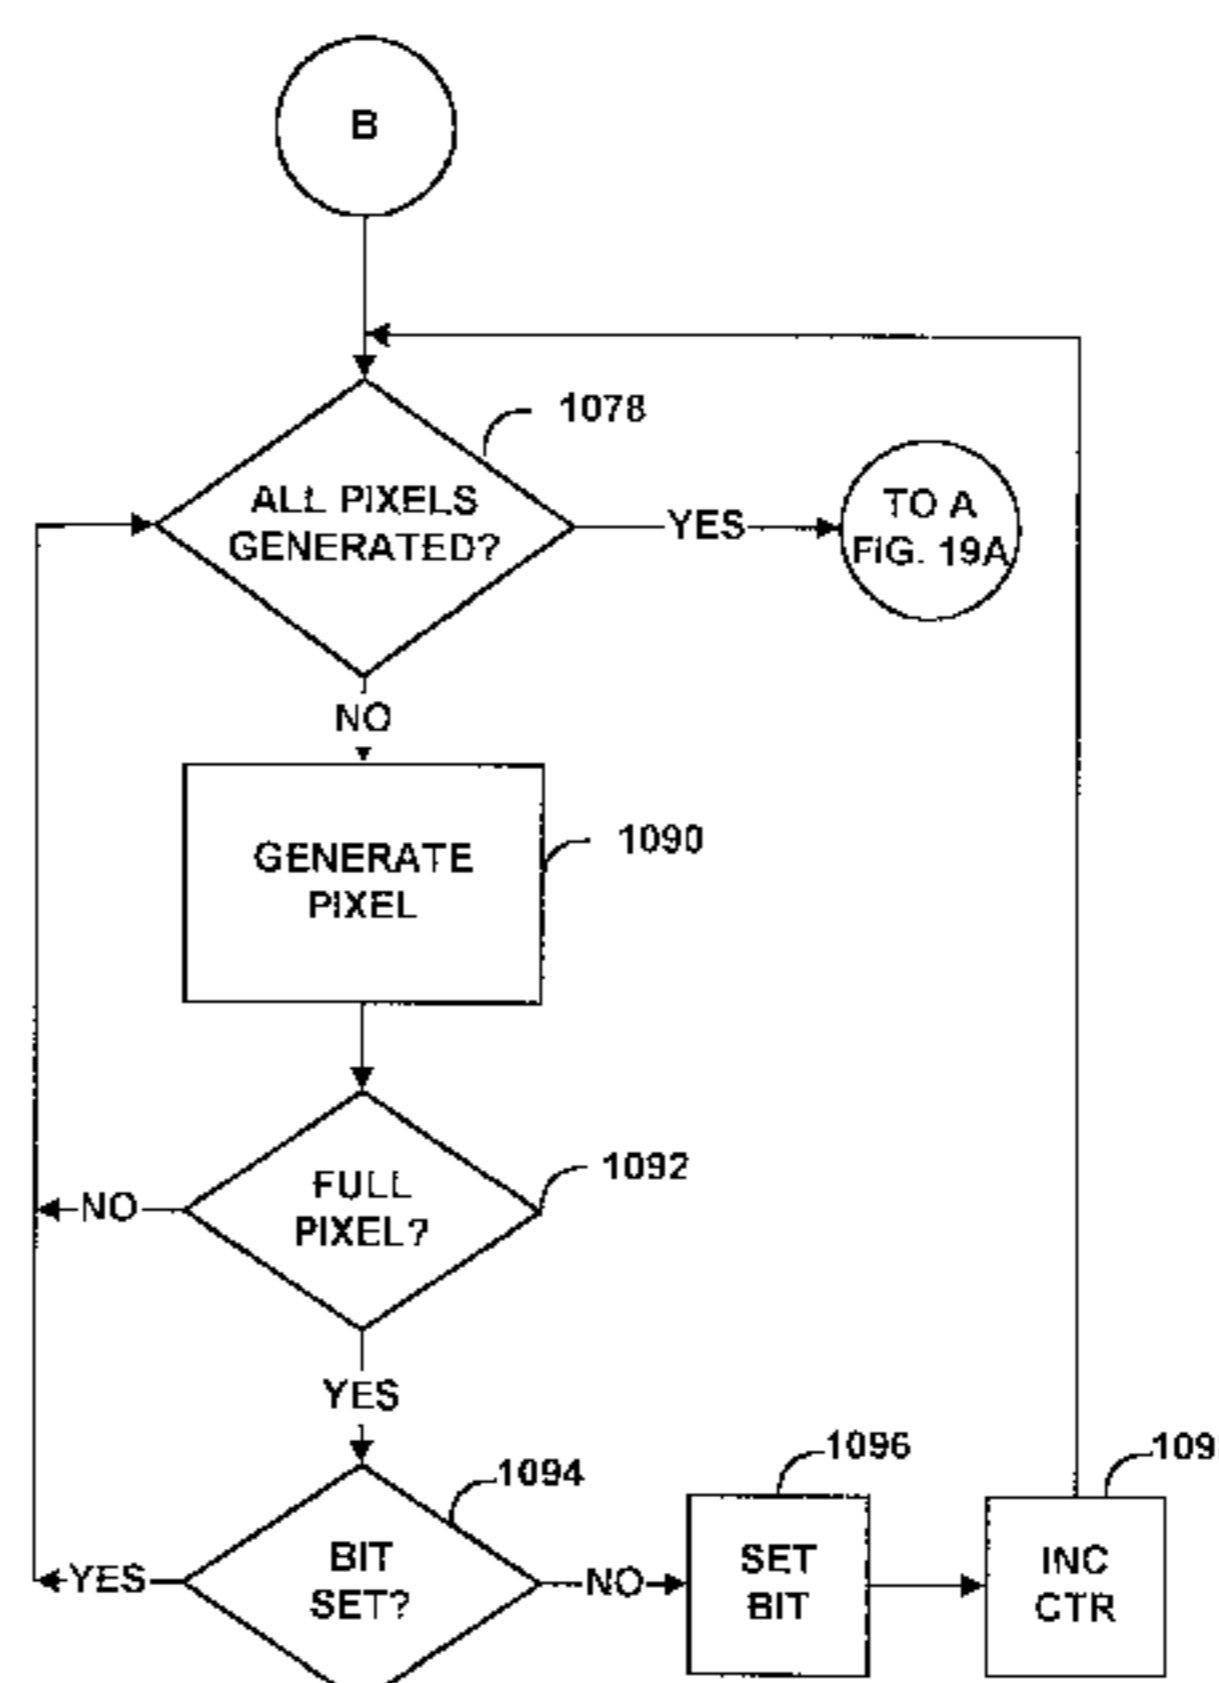 B
1078
ALL PIXELS
GENERATED?
YES
TO A
FIG. 19A
NO
GENERATE
PIXEL
1090
FULL
PIXEL?
1092
NO
YES
1094
1096
BIT
SET?
YES
NO
SET
BIT
INC
CTR